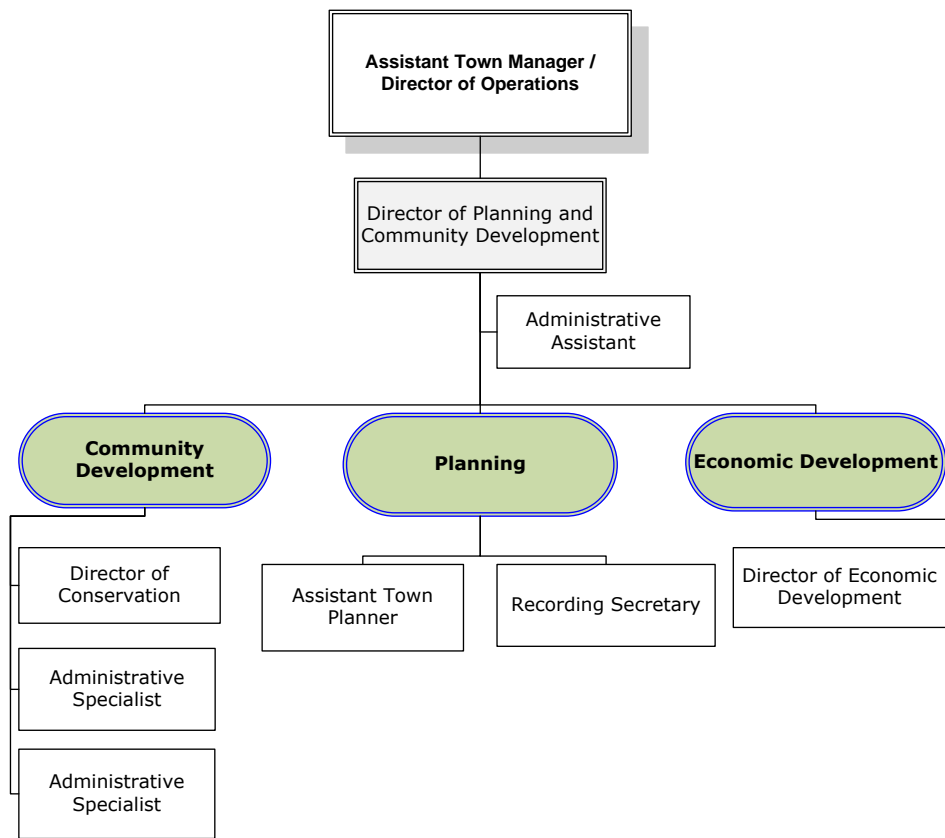 Assistant Town Manager /
Director of Operations
Director of Planning and
Community Development
Administrative
Assistant
Community
Development
Planning
Economic Development
Director of
Conservation
Assistant Town
Planner
Recording Secretary
Director of Economic
Development
Administrative
Specialist
Administrative
Specialist